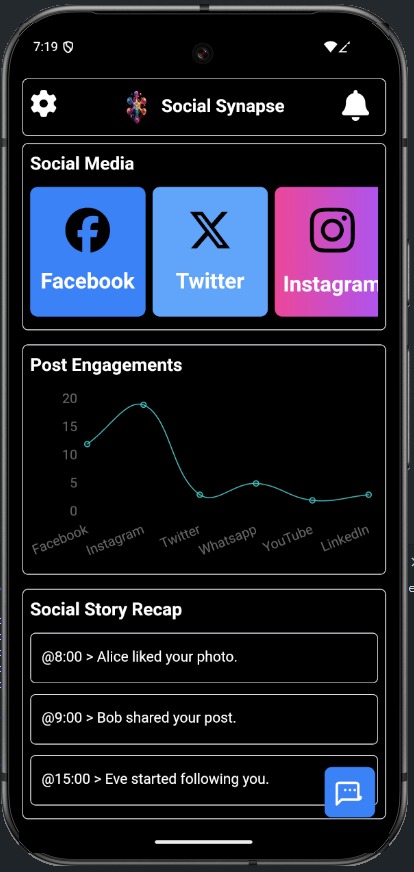 7:19
Social Synapse
Social Media
Facebook Twitter Instagram
Post Engagements
20
15
10
5
0
Facebook Instagram Twitter Whatsapp YouTube LinkedIn
Social Story Recap
@8:00 > Alice liked your photo.
@9:00 > Bob shared your post.
@15:00 > Eve started following you.